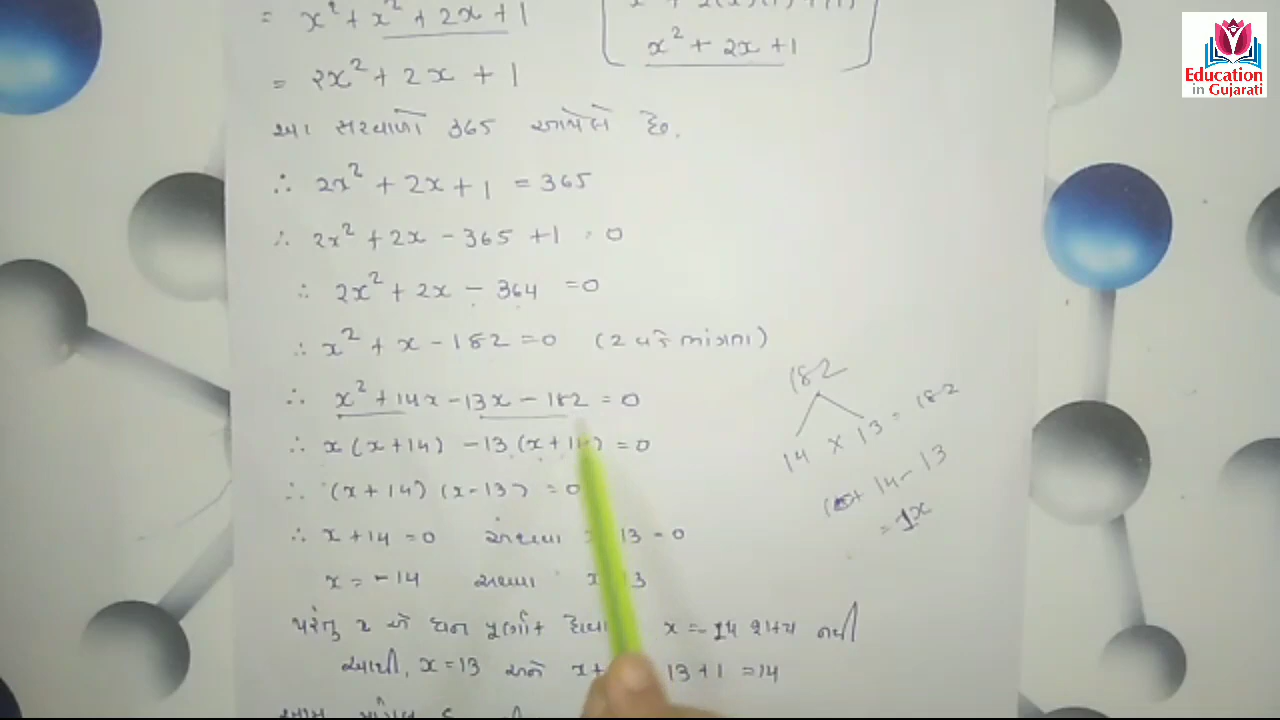 = x² + x² + 2x + 1
x² + 2x + 1
= 2x² + 2x + 1
આ સરવાળો 365 આપેલ છે.
∴ 2x² + 2x + 1 = 365
∴ 2x² + 2x - 365 + 1 = 0
∴ 2x² + 2x - 364 = 0
∴ x² + x - 182 = 0 (2 વડે ભાંગતા)
∴ x² + 14x - 13x - 182 = 0
∴ x (x + 14) - 13 (x + 14) = 0
∴ (x + 14) (x - 13) = 0
∴ x + 14 = 0 અથવા x - 13 = 0
x = -14 અથવા x = 13
પરંતુ x એ ધન પૂર્ણાંક હોવા x = -14 શક્ય નથી
આથી, x = 13 અને x + 13 + 1 = 14
182
14 × 13 = 182
+ 14 - 13
= 1x
Education
in Gujarati